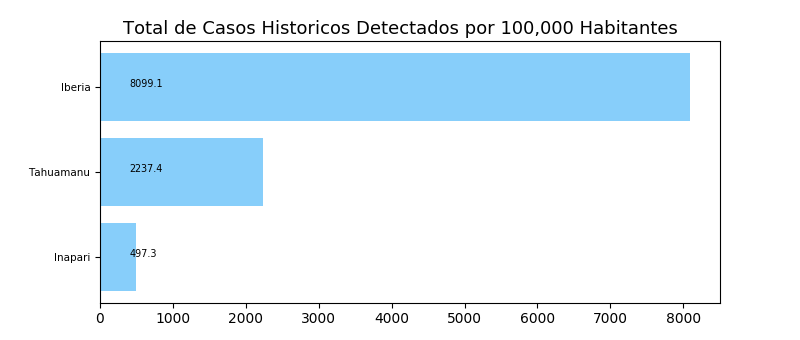 Total de Casos Historicos Detectados por 100,000 Habitantes
Iberia
8099.1
Tahuamanu
2237.4
Inapari
497.3
0 1000 2000 3000 4000 5000 6000 7000 8000